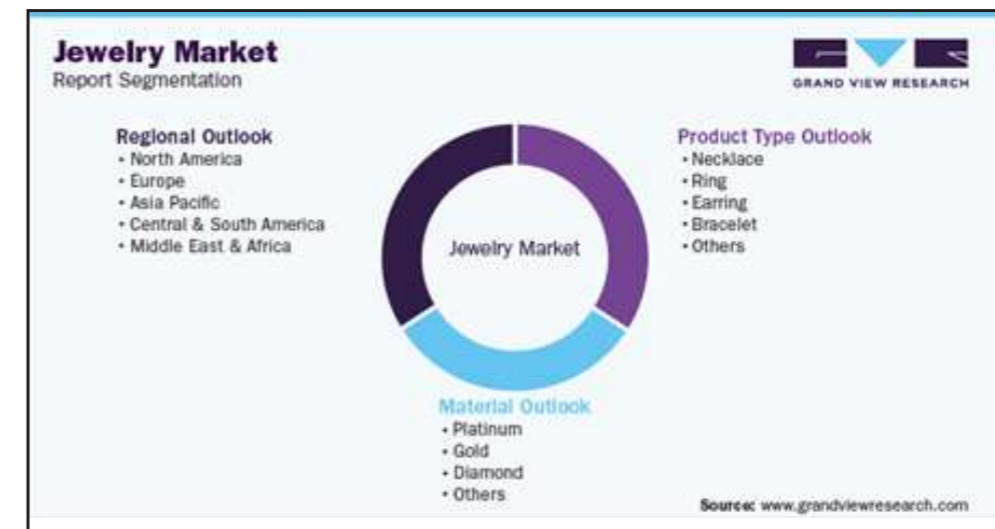 Jewelry Market
Report Segmentation
GRAND VIEW RESEARCH
Regional Outlook
• North America
• Europe
• Asia Pacific
• Central & South America
• Middle East & Africa
Jewelry Market
Product Type Outlook
• Necklace
• Ring
• Earring
• Bracelet
• Others
Material Outlook
• Platinum
• Gold
• Diamond
• Others
Source: www.grandviewresearch.com